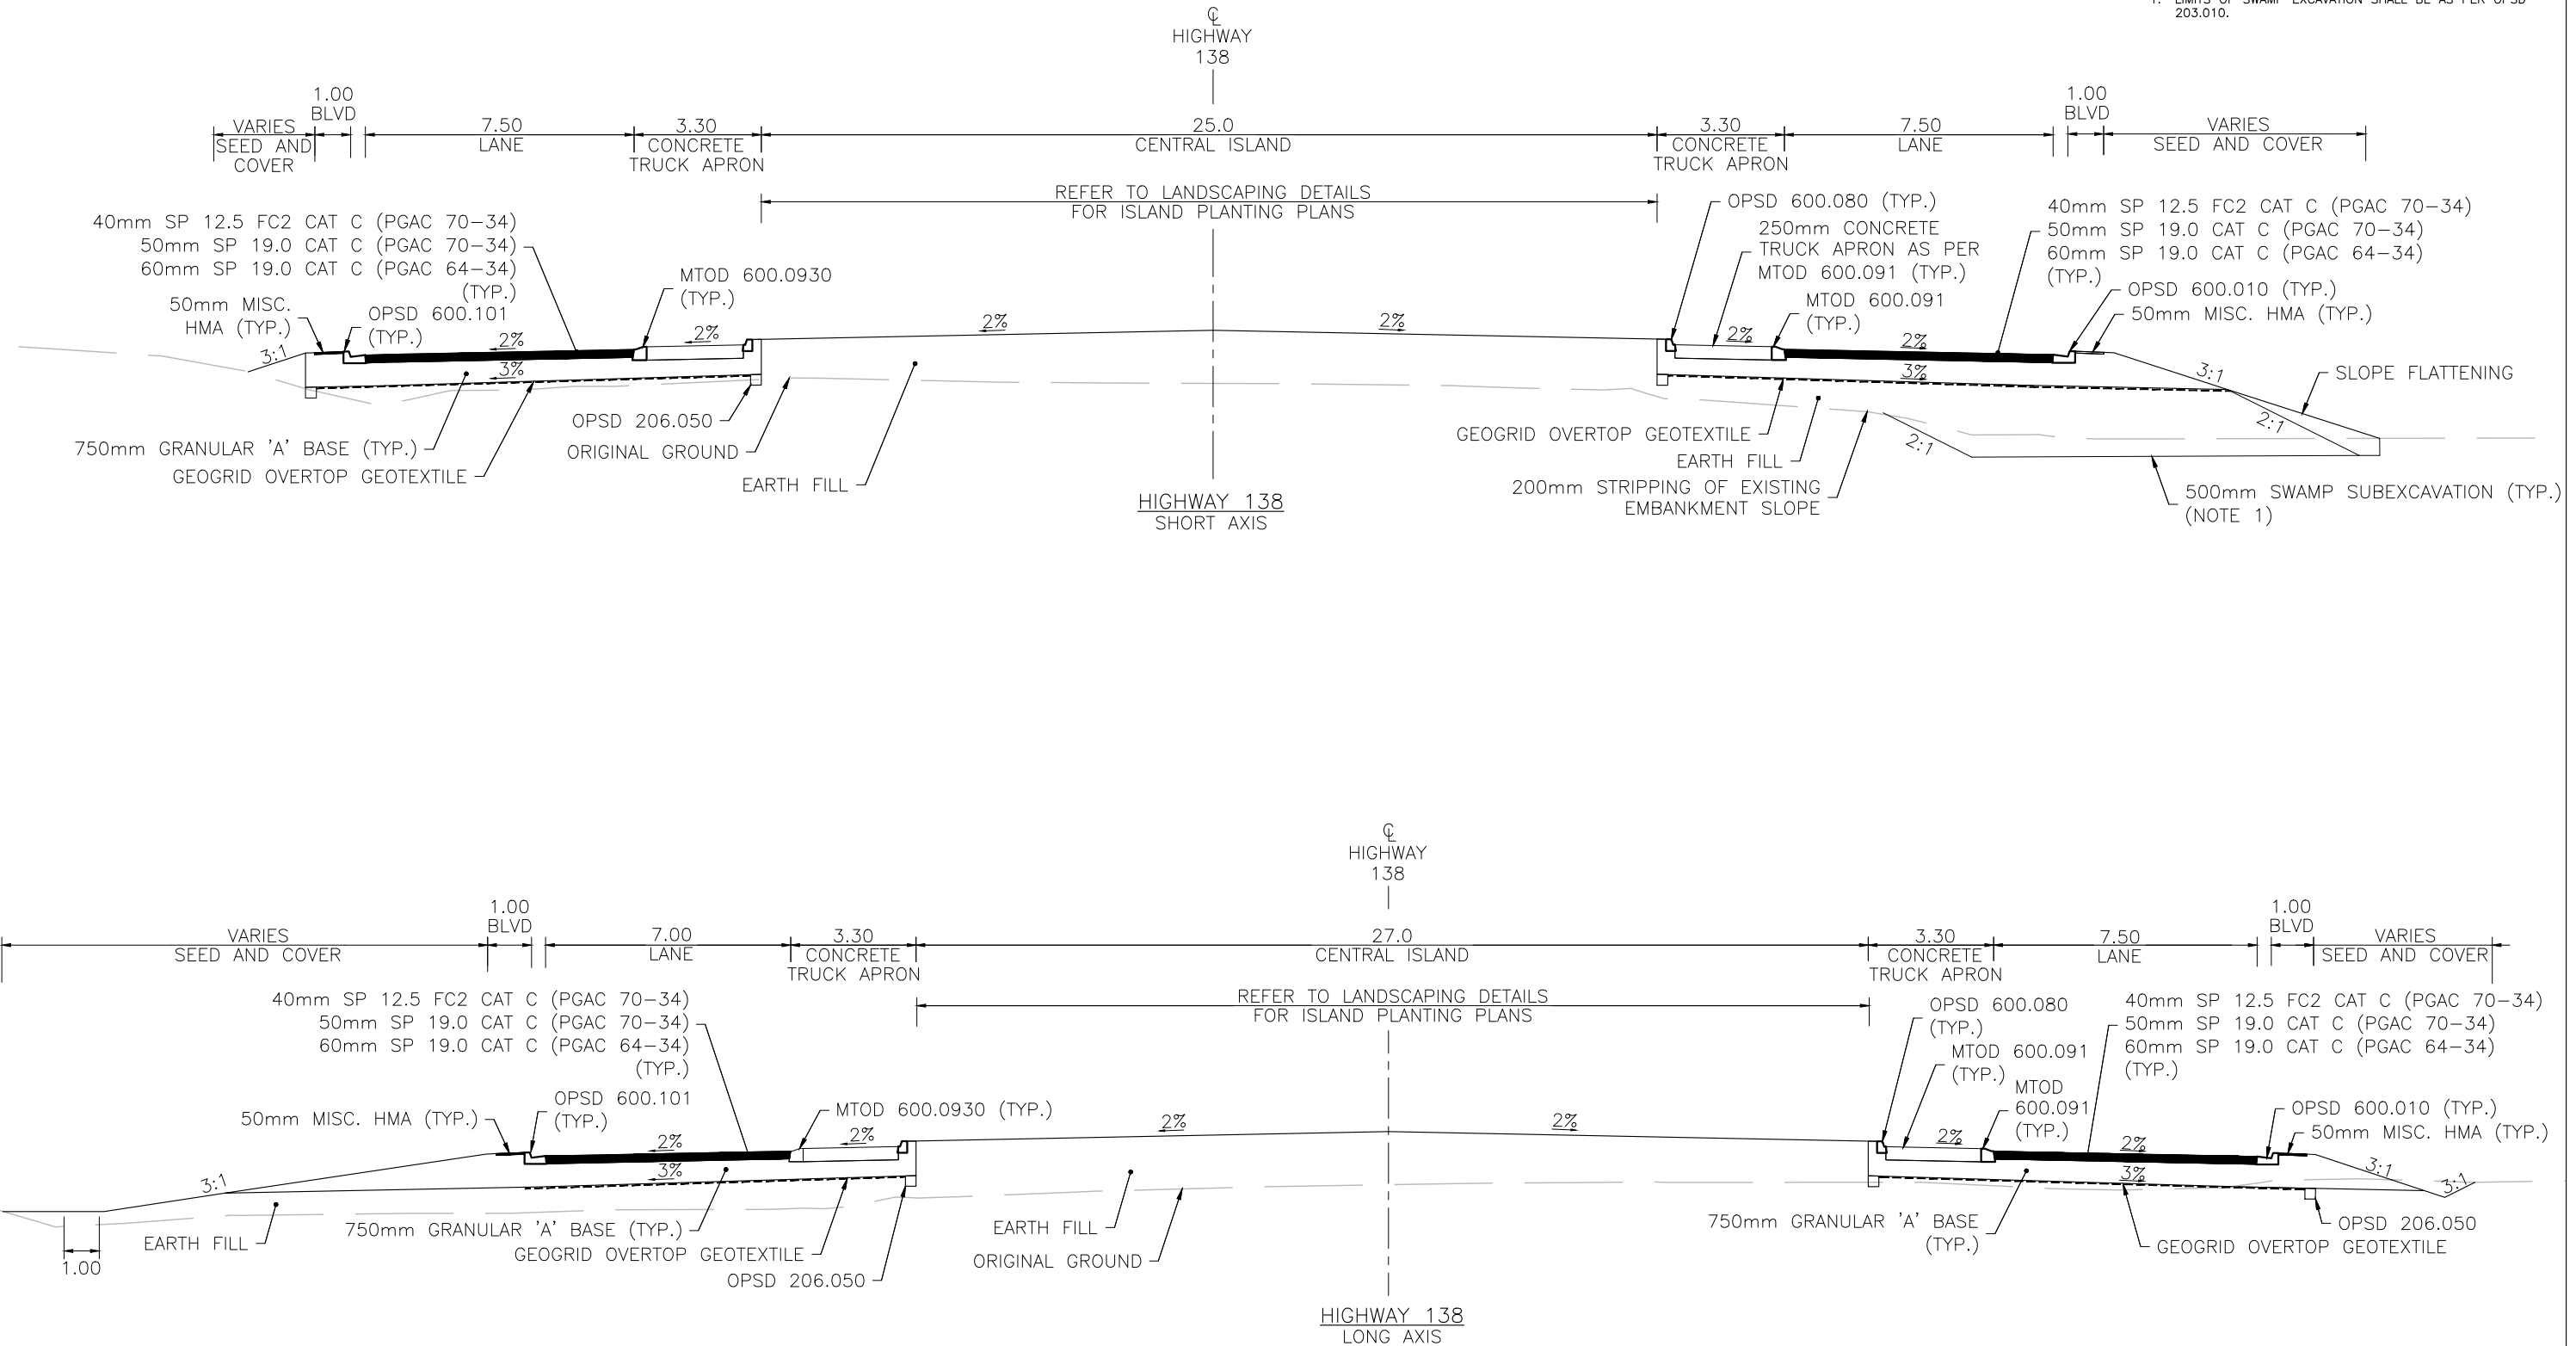 1. LIMITS OF SWAMP EXCAVATION SHALL BE AS PER OPSD
203.010.
℄
HIGHWAY
138
VARIES
SEED AND
COVER
1.00
BLVD
7.50
LANE
3.30
CONCRETE
TRUCK APRON
25.0
CENTRAL ISLAND
3.30
CONCRETE
TRUCK APRON
7.50
LANE
1.00
BLVD
VARIES
SEED AND COVER
REFER TO LANDSCAPING DETAILS
FOR ISLAND PLANTING PLANS
40mm SP 12.5 FC2 CAT C (PGAC 70-34)
50mm SP 19.0 CAT C (PGAC 70-34)
60mm SP 19.0 CAT C (PGAC 64-34)
(TYP.)
50mm MISC.
HMA (TYP.)
OPSD 600.101
(TYP.)
MTOD 600.0930
(TYP.)
OPSD 600.080 (TYP.)
250mm CONCRETE
TRUCK APRON AS PER
MTOD 600.091 (TYP.)
MTOD 600.091
(TYP.)
40mm SP 12.5 FC2 CAT C (PGAC 70-34)
50mm SP 19.0 CAT C (PGAC 70-34)
60mm SP 19.0 CAT C (PGAC 64-34)
(TYP.)
OPSD 600.010 (TYP.)
50mm MISC. HMA (TYP.)
3:1
2%
2%
2%
2%
2%
2%
3%
3%
3:1
2:1
2:1
SLOPE FLATTENING
750mm GRANULAR 'A' BASE (TYP.)
GEOGRID OVERTOP GEOTEXTILE
OPSD 206.050
ORIGINAL GROUND
EARTH FILL
GEOGRID OVERTOP GEOTEXTILE
EARTH FILL
200mm STRIPPING OF EXISTING
EMBANKMENT SLOPE
500mm SWAMP SUBEXCAVATION (TYP.)
(NOTE 1)
HIGHWAY 138
SHORT AXIS
℄
HIGHWAY
138
VARIES
SEED AND COVER
1.00
BLVD
7.00
LANE
3.30
CONCRETE
TRUCK APRON
27.0
CENTRAL ISLAND
3.30
CONCRETE
TRUCK APRON
7.50
LANE
1.00
BLVD
VARIES
SEED AND COVER
REFER TO LANDSCAPING DETAILS
FOR ISLAND PLANTING PLANS
40mm SP 12.5 FC2 CAT C (PGAC 70-34)
50mm SP 19.0 CAT C (PGAC 70-34)
60mm SP 19.0 CAT C (PGAC 64-34)
(TYP.)
50mm MISC. HMA (TYP.)
OPSD 600.101
(TYP.)
MTOD 600.0930 (TYP.)
OPSD 600.080
(TYP.)
MTOD 600.091
(TYP.)
MTOD
600.091
(TYP.)
40mm SP 12.5 FC2 CAT C (PGAC 70-34)
50mm SP 19.0 CAT C (PGAC 70-34)
60mm SP 19.0 CAT C (PGAC 64-34)
(TYP.)
OPSD 600.010 (TYP.)
50mm MISC. HMA (TYP.)
3:1
2%
2%
2%
2%
2%
2%
3%
3%
3:1
3:1
1.00
EARTH FILL
750mm GRANULAR 'A' BASE (TYP.)
GEOGRID OVERTOP GEOTEXTILE
OPSD 206.050
EARTH FILL
ORIGINAL GROUND
750mm GRANULAR 'A' BASE
(TYP.)
OPSD 206.050
GEOGRID OVERTOP GEOTEXTILE
HIGHWAY 138
LONG AXIS